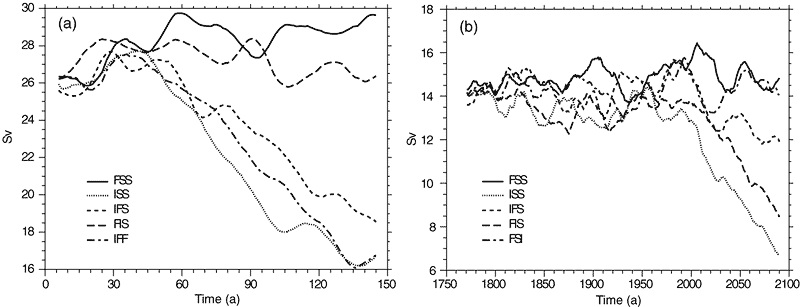 (a)
30
28
26
24
22
20
18
16
Sv
FSS
ISS
IFS
FIS
IFF
0 30 60 90 120 150
Time (a)
(b)
18
16
14
12
10
8
6
Sv
FSS
ISS
IFS
FIS
FSI
1750 1800 1850 1900 1950 2000 2050 2100
Time (a)